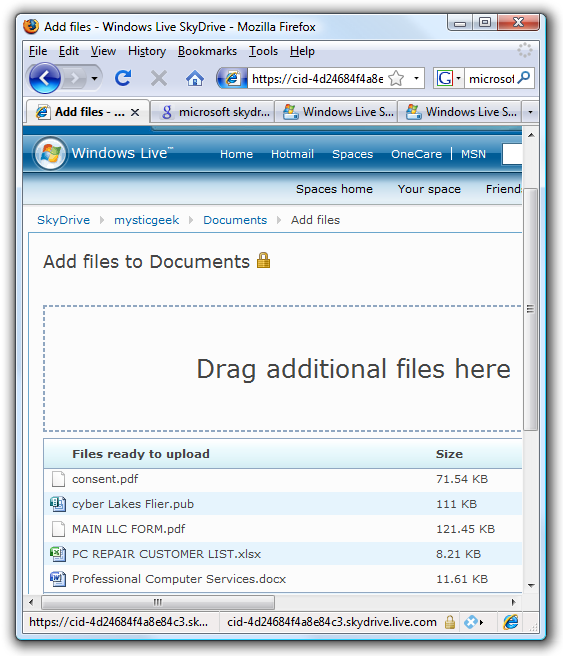 Add files - Windows Live SkyDrive - Mozilla Firefox
File Edit View History Bookmarks Tools Help
https://cid-4d24684f4a8e
G microsof
Add files - ... g microsoft skydr... Windows Live S... Windows Live S...
Windows Live™ Home Hotmail Spaces OneCare | MSN
Spaces home Your space Friend
SkyDrive mysticgeek Documents Add files
Add files to Documents
Drag additional files here
Files ready to upload Size
consent.pdf 71.54 KB
cyber Lakes Flier.pub 111 KB
MAIN LLC FORM.pdf 121.45 KB
PC REPAIR CUSTOMER LIST.xlsx 8.21 KB
Professional Computer Services.docx 11.61 KB
https://cid-4d24684f4a8e84c3.sk... cid-4d24684f4a8e84c3.skydrive.live.com